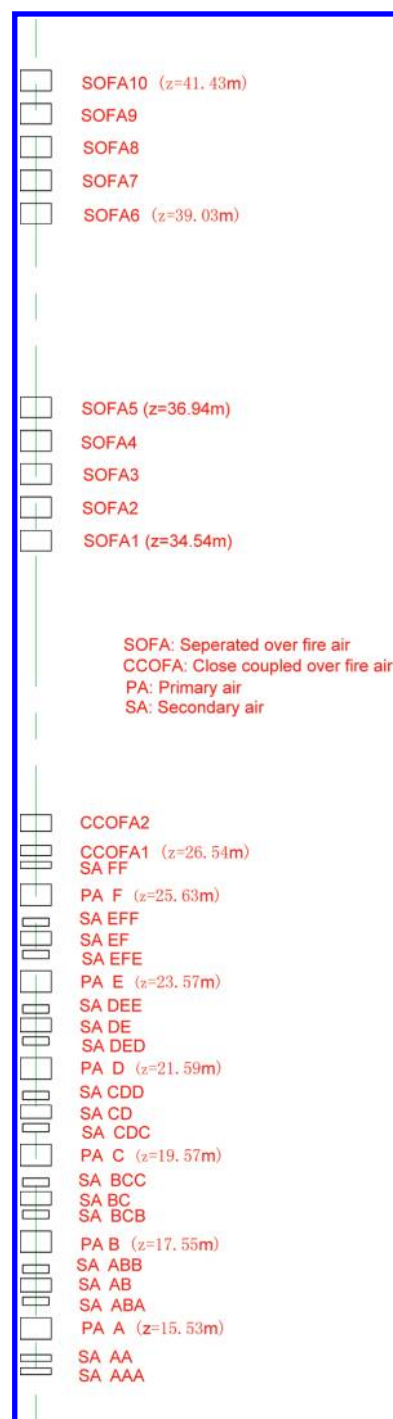 SOFA10 (z=41.43m)
SOFA9
SOFA8
SOFA7
SOFA6 (z=39.03m)
SOFA5 (z=36.94m)
SOFA4
SOFA3
SOFA2
SOFA1 (z=34.54m)
SOFA: Seperated over fire air
CCOFA: Close coupled over fire air
PA: Primary air
SA: Secondary air
CCOFA2
CCOFA1 (z=26.54m)
SA FF
PA F (z=25.63m)
SA EFF
SA EF
SA EFE
PA E (z=23.57m)
SA DEE
SA DE
SA DED
PA D (z=21.59m)
SA CDD
SA CD
SA CDC
PA C (z=19.57m)
SA BCC
SA BC
SA BCB
PA B (z=17.55m)
SA ABB
SA AB
SA ABA
PA A (z=15.53m)
SA AA
SA AAA